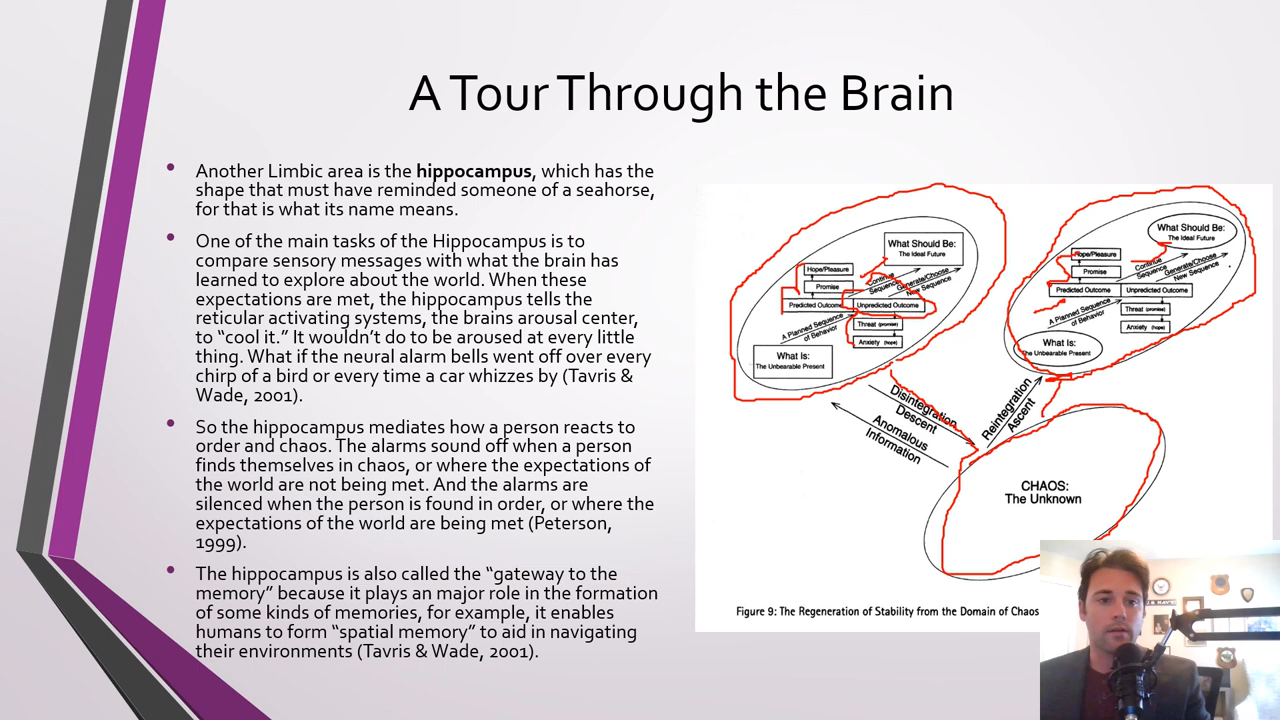 A Tour Through the Brain
Another Limbic area is the hippocampus, which has the
shape that must have reminded someone of a seahorse,
for that is what its name means.
One of the main tasks of the Hippocampus is to
compare sensory messages with what the brain has
learned to explore about the world. When these
expectations are met, the hippocampus tells the
reticular activating systems, the brains arousal center,
to “cool it.” It wouldn’t do to be aroused at every little
thing. What if the neural alarm bells went off over every
chirp of a bird or every time a car whizzes by (Tavris &
Wade, 2001).
So the hippocampus mediates how a person reacts to
order and chaos. The alarms sound off when a person
finds themselves in chaos, or where the expectations of
the world are not being met. And the alarms are
silenced when the person is found in order, or where the
expectations of the world are being met (Peterson,
1999).
The hippocampus is also called the “gateway to the
memory” because it plays an major role in the formation
of some kinds of memories, for example, it enables
humans to form “spatial memory” to aid in navigating
their environments (Tavris & Wade, 2001).
What Should Be:
The Ideal Future
Hope/Pleasure
Promise
Predicted Outcome
Unpredicted Outcome
Continue
Sequence
Generate/Choose
New Sequence
Threat (promise)
Anxiety (hope)
A Planned Sequence
of Behavior
What Is:
The Unbearable Present
What Should Be:
The Ideal Future
Hope/Pleasure
Promise
Predicted Outcome
Unpredicted Outcome
Continue
Sequence
Generate/Choose
New Sequence
Threat (promise)
Anxiety (hope)
A Planned Sequence
of Behavior
What Is:
The Unbearable Present
Disintegration
Descent
Anomalous
Information
Reintegration
Ascent
CHAOS:
The Unknown
Figure 9: The Regeneration of Stability from the Domain of Chaos
U.S. NAVY